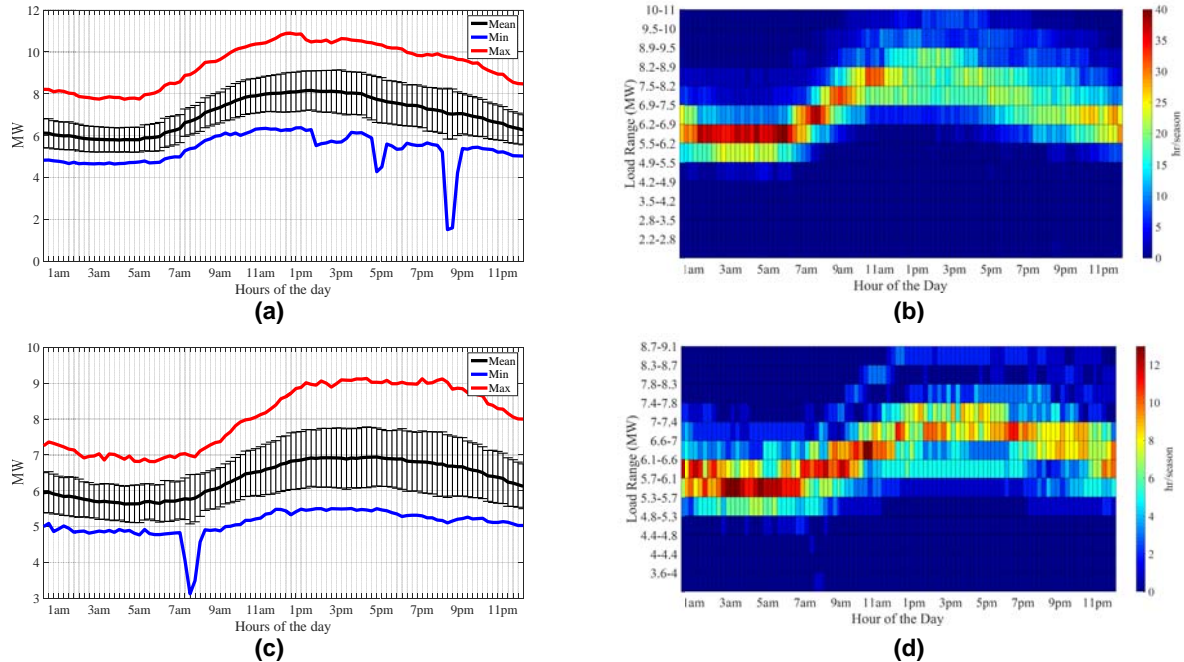 12
10
8
6
4
2
0
MW
Mean
Min
Max
1am 3am 5am 7am 9am 11am 1pm 3pm 5pm 7pm 9pm 11pm
Hours of the day
(a)
10-11
9.5-10
8.9-9.5
8.2-8.9
7.5-8.2
6.9-7.5
6.2-6.9
5.5-6.2
4.9-5.5
4.2-4.9
3.5-4.2
2.8-3.5
2.2-2.8
Load Range (MW)
1am 3am 5am 7am 9am 11am 1pm 3pm 5pm 7pm 9pm 11pm
Hour of the Day
40
35
30
25
20
15
10
5
0
hr/season
(b)
10
9
8
7
6
5
4
3
MW
Mean
Min
Max
1am 3am 5am 7am 9am 11am 1pm 3pm 5pm 7pm 9pm 11pm
Hours of the day
(c)
8.7-9.1
8.3-8.7
7.8-8.3
7.4-7.8
7-7.4
6.6-7
6.1-6.6
5.7-6.1
5.3-5.7
4.8-5.3
4.4-4.8
4-4.4
3.6-4
Load Range (MW)
1am 3am 5am 7am 9am 11am 1pm 3pm 5pm 7pm 9pm 11pm
Hour of the Day
12
10
8
6
4
2
0
hr/season
(d)